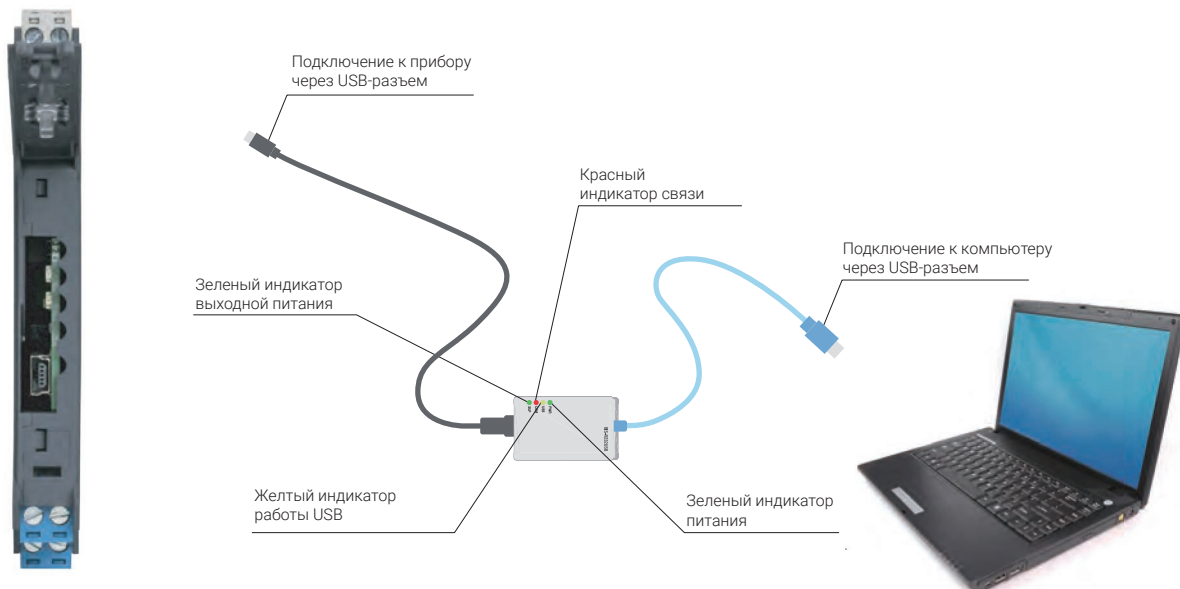 Подключение к прибору
через USB-разъем
Красный
индикатор связи
Подключение к компьютеру
через USB-разъем
Зеленый индикатор
выходной питания
Желтый индикатор
работы USB
Зеленый индикатор
питания